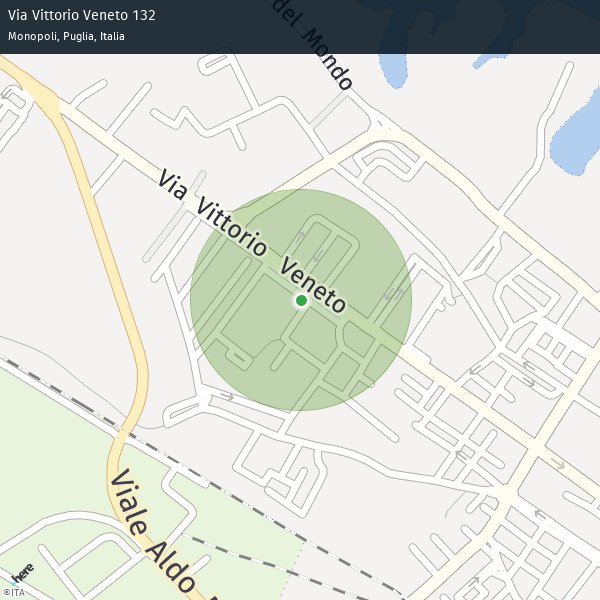 Via Vittorio Veneto 132
Monopoli, Puglia, Italia
del Mondo
Via Vittorio Veneto
Viale Aldo
here
©ITA